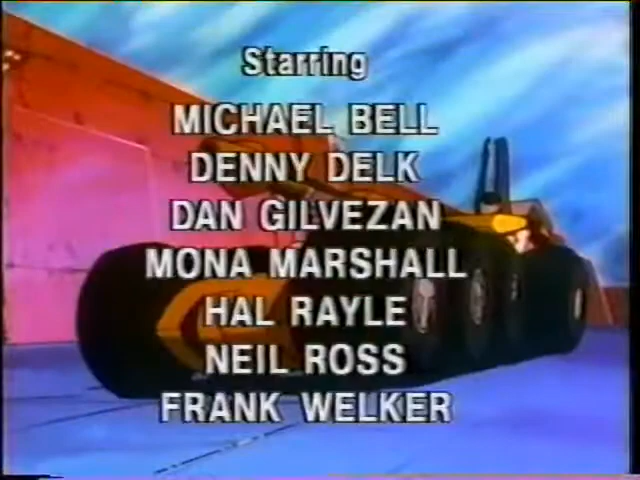 Starring
MICHAEL BELL
DENNY DELK
DAN GILVEZAN
MONA MARSHALL
HAL RAYLE
NEIL ROSS
FRANK WELKER